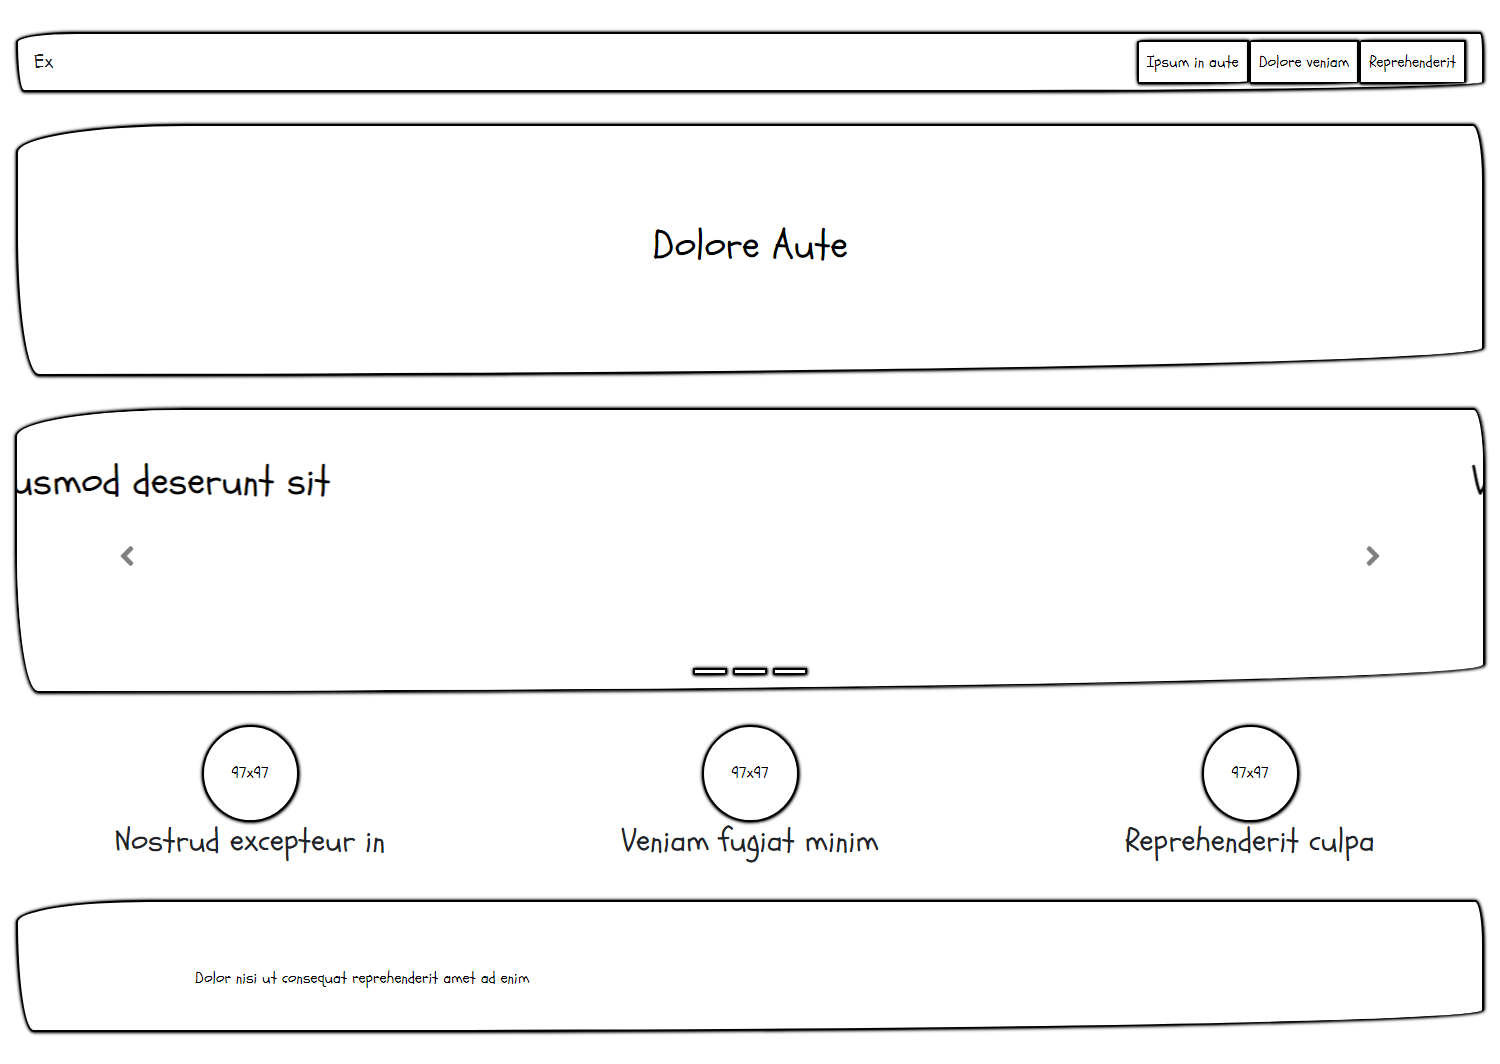 Ex
Ipsum in aute
Dolore veniam
Reprehenderit
Dolore Aute
deserunt sit
97x97
97x97
97x97
Nostrud excepteur in
Veniam fugiat minim
Reprehenderit culpa
Dolor nisi ut consequat reprehenderit amet ad enim